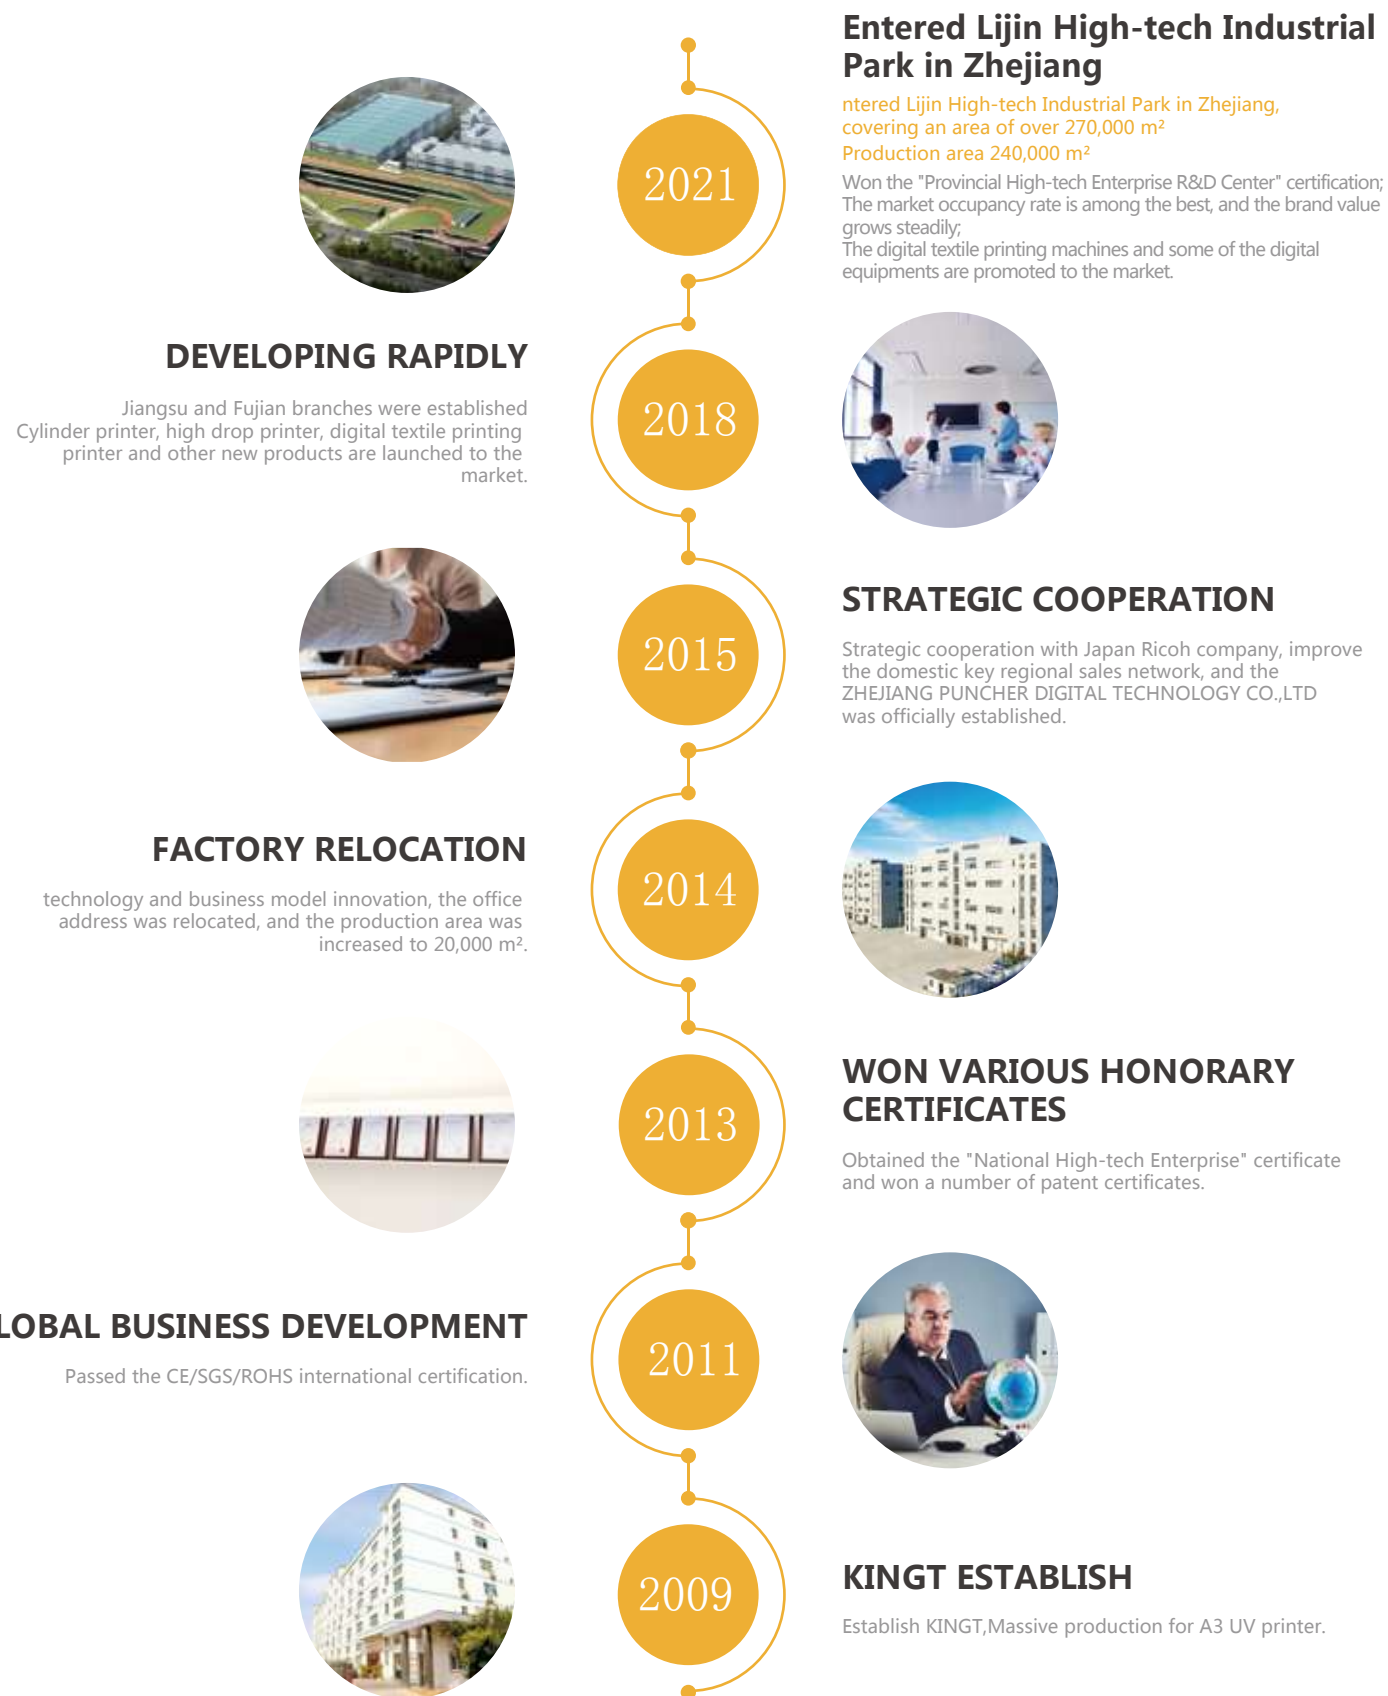 Entered Lijin High-tech Industrial
Park in Zhejiang
ntered Lijin High-tech Industrial Park in Zhejiang,
covering an area of over 270,000 m²
Production area 240,000 m²
Won the "Provincial High-tech Enterprise R&D Center" certification;
The market occupancy rate is among the best, and the brand value
grows steadily;
The digital textile printing machines and some of the digital
equipments are promoted to the market.
2021
DEVELOPING RAPIDLY
Jiangsu and Fujian branches were established
Cylinder printer, high drop printer, digital textile printing
printer and other new products are launched to the
market.
2018
2015
STRATEGIC COOPERATION
Strategic cooperation with Japan Ricoh company, improve
the domestic key regional sales network, and the
ZHEJIANG PUNCHER DIGITAL TECHNOLOGY CO.,LTD
was officially established.
FACTORY RELOCATION
technology and business model innovation, the office
address was relocated, and the production area was
increased to 20,000 m².
2014
2013
WON VARIOUS HONORARY
CERTIFICATES
Obtained the "National High-tech Enterprise" certificate
and won a number of patent certificates.
LOBAL BUSINESS DEVELOPMENT
Passed the CE/SGS/ROHS international certification.
2011
2009
KINGT ESTABLISH
Establish KINGT,Massive production for A3 UV printer.